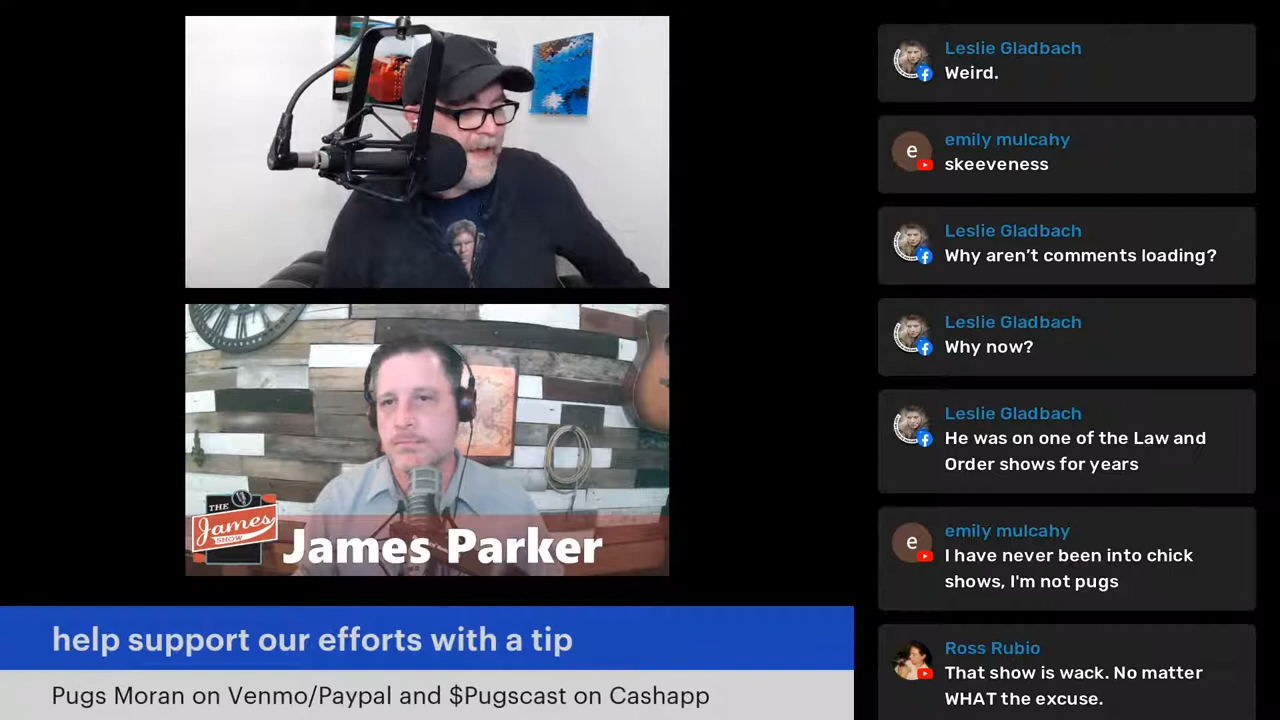 THE
James
SHOW
James Parker
help support our efforts with a tip
Pugs Moran on Venmo/Paypal and $Pugscast on Cashapp
Leslie Gladbach
Weird.
e
emily mulcahy
skeeveness
Leslie Gladbach
Why aren’t comments loading?
Leslie Gladbach
Why now?
Leslie Gladbach
He was on one of the Law and
Order shows for years
e
emily mulcahy
I have never been into chick
shows, I'm not pugs
Ross Rubio
That show is wack. No matter
WHAT the excuse.